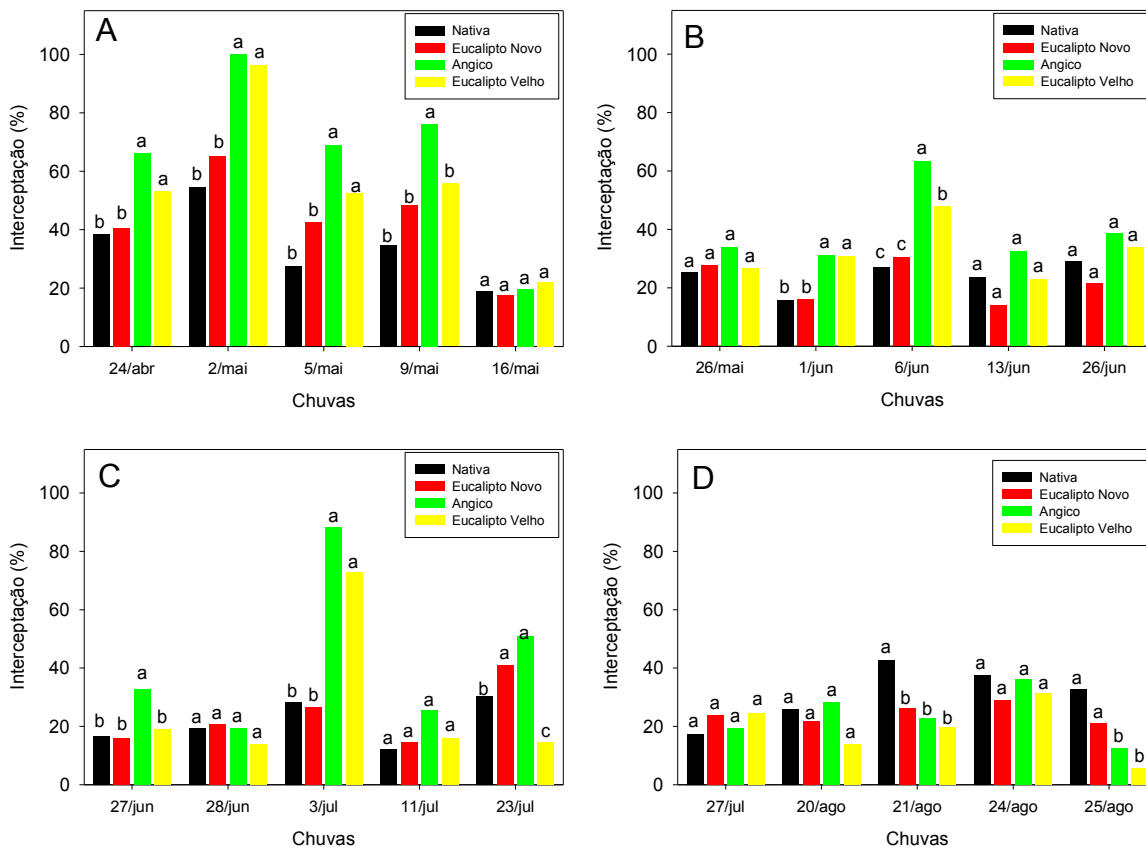 A
Nativa
Eucalipto Novo
Angico
Eucalipto Velho
Interceptação (%)
100
80
60
40
20
0
b b a a
b b a a
b b a a
b b a b
a a a a
24/abr 2/mai 5/mai 9/mai 16/mai
Chuvas
B
Nativa
Eucalipto Novo
Angico
Eucalipto Velho
Interceptação (%)
100
80
60
40
20
0
a a a a
b b a a
c c a b
a a a a
a a a a
26/mai 1/jun 6/jun 13/jun 26/jun
Chuvas
C
Nativa
Eucalipto Novo
Angico
Eucalipto Velho
Interceptação (%)
100
80
60
40
20
0
b b a b
a a a a
b b a a
a a a a
b a a c
27/jun 28/jun 3/jul 11/jul 23/jul
Chuvas
D
Nativa
Eucalipto Novo
Angico
Eucalipto Velho
Interceptação (%)
100
80
60
40
20
0
a a a a
a a a a
a b b b
a a a a
a a b b
27/jul 20/ago 21/ago 24/ago 25/ago
Chuvas